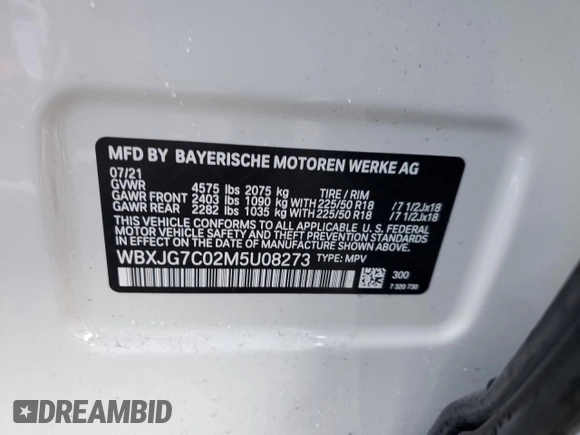 MFD BY BAYERISCHE MOTOREN WERKE AG
07/21
GVWR 4575 lbs 2075 kg TIRE / RIM
GAWR FRONT 2403 lbs 1090 kg WITH 225/50 R18 /7 1/2Jx18
GAWR REAR 2282 lbs 1035 kg WITH 225/50 R18 /7 1/2Jx18
THIS VEHICLE CONFORMS TO ALL APPLICABLE U.S. FEDERAL
MOTOR VEHICLE SAFETY AND THEFT PREVENTION STANDARDS
IN EFFECT ON THE DATE OF MANUFACTURE SHOWN ABOVE.
WBXJG7C02M5U08273 TYPE: MPV
300
7 320 730
DREAMBID